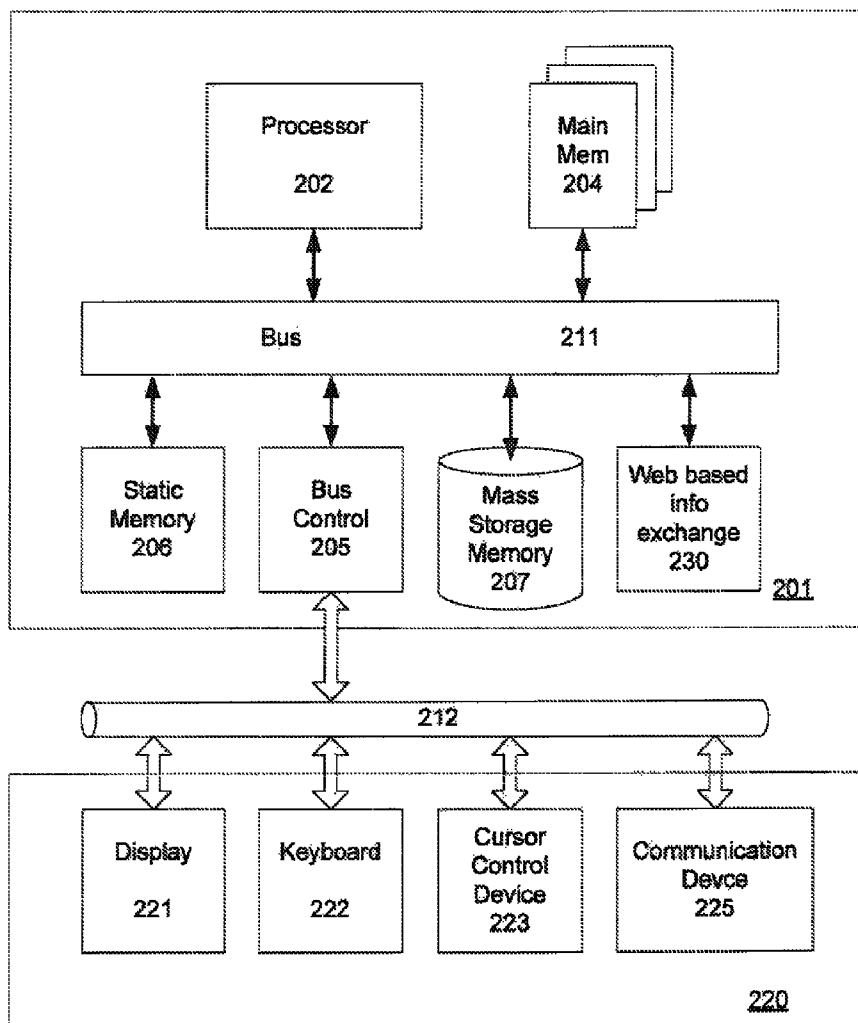 Processor
202
Main
Mem
204
Bus 211
Static
Memory
206
Bus
Control
205
Mass
Storage
Memory
207
Web based
info
exchange
230
201
212
Display
221
Keyboard
222
Cursor
Control
Device
223
Communication
Devce
225
220